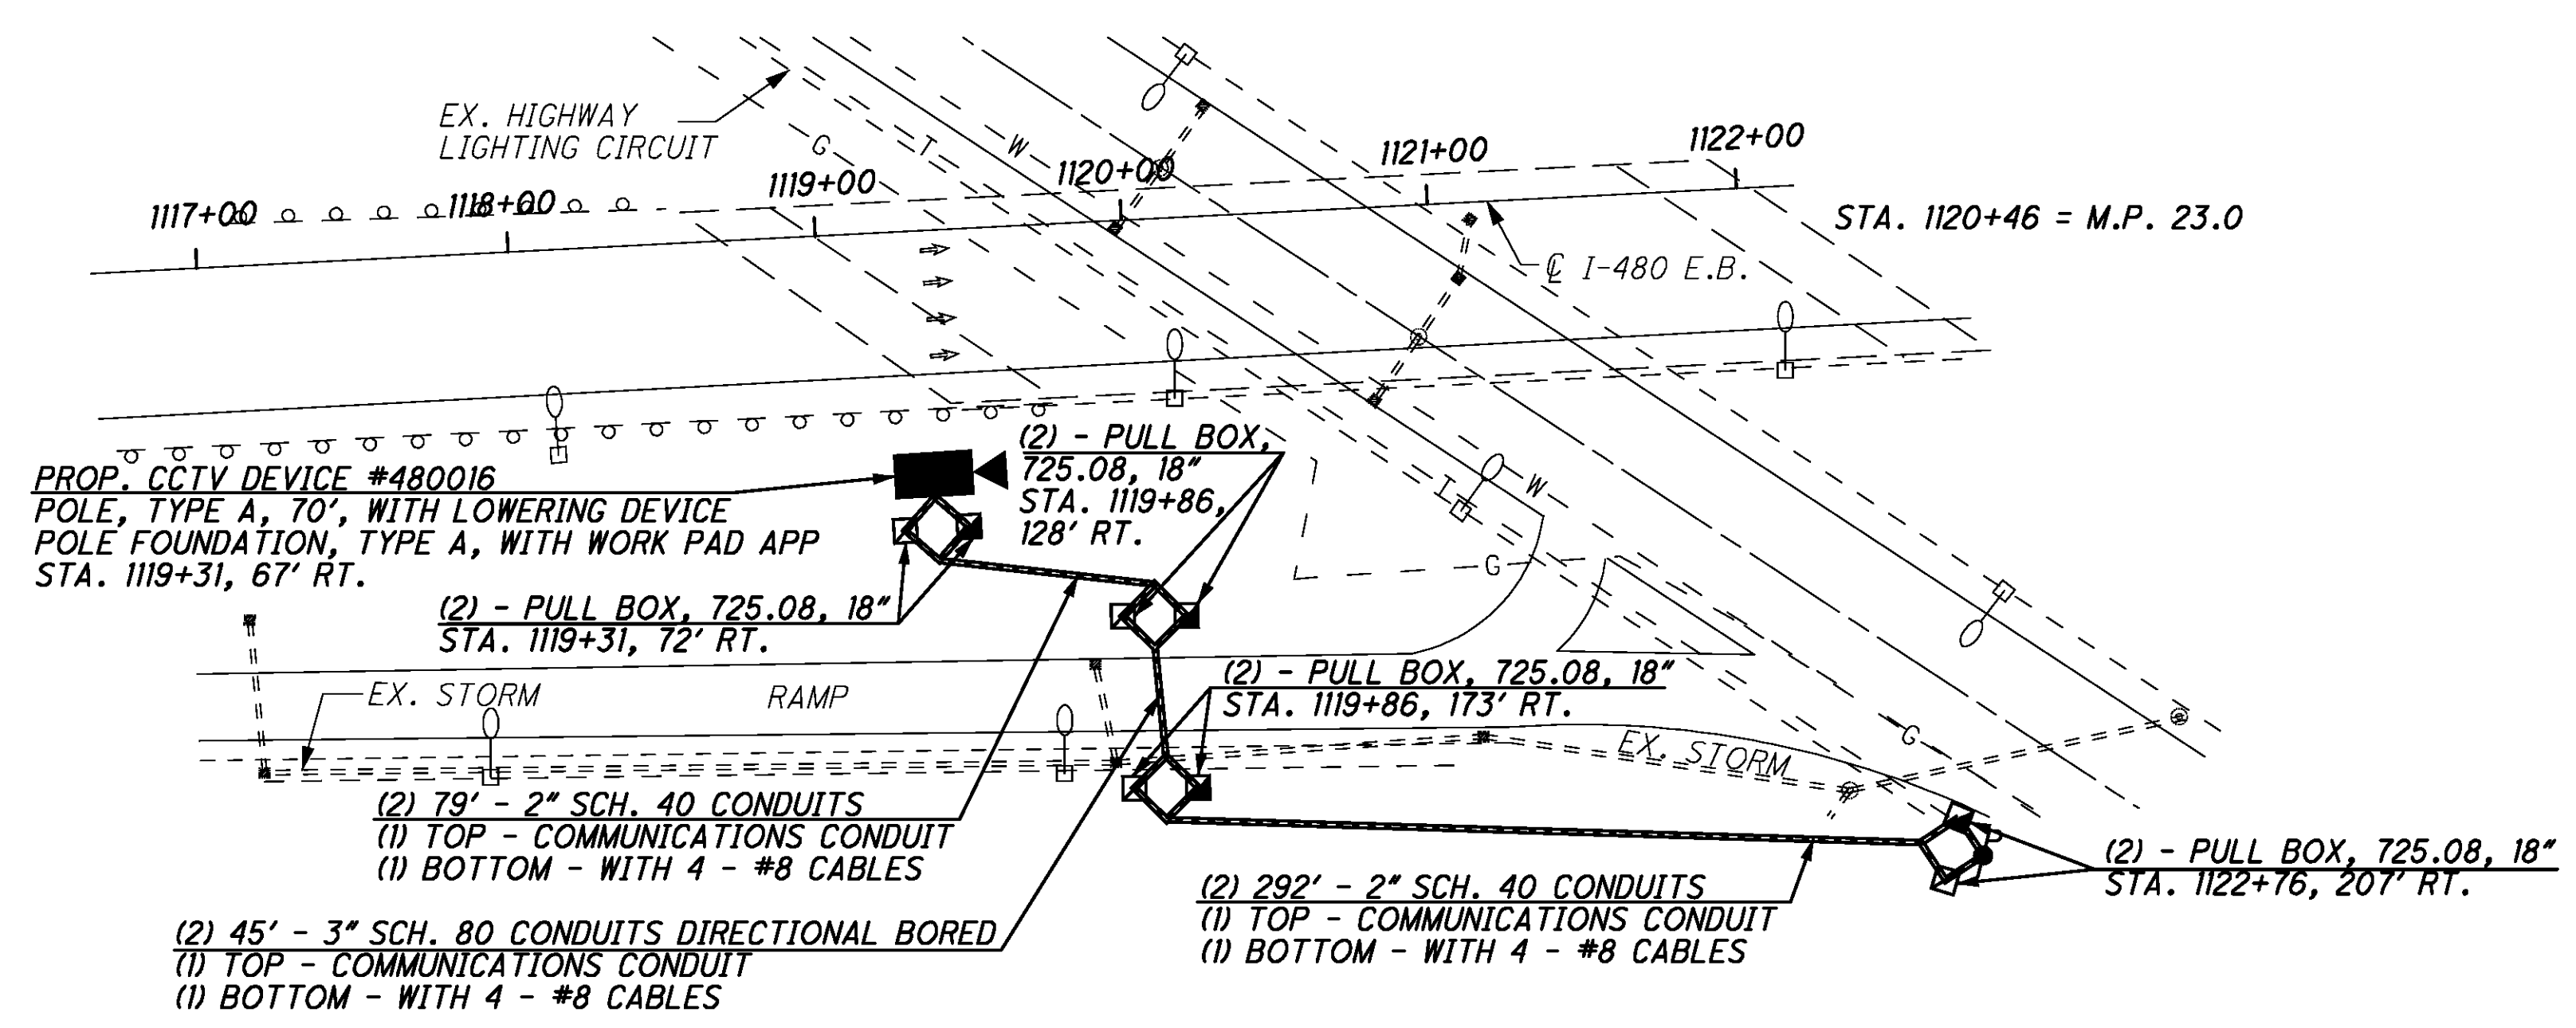 EX. HIGHWAY
LIGHTING CIRCUIT
G
T
W
1117+00
1118+00
1119+00
1120+00
1121+00
1122+00
STA. 1120+46 = M.P. 23.0
℄ I-480 E.B.
PROP. CCTV DEVICE #480016
POLE, TYPE A, 70', WITH LOWERING DEVICE
POLE FOUNDATION, TYPE A, WITH WORK PAD APP
STA. 1119+31, 67' RT.
(2) - PULL BOX,
725.08, 18"
STA. 1119+86,
128' RT.
T
W
G
(2) - PULL BOX, 725.08, 18"
STA. 1119+31, 72' RT.
(2) - PULL BOX, 725.08, 18"
STA. 1119+86, 173' RT.
EX. STORM
RAMP
G
EX. STORM
(2) 79' - 2" SCH. 40 CONDUITS
(1) TOP - COMMUNICATIONS CONDUIT
(1) BOTTOM - WITH 4 - #8 CABLES
P
(2) - PULL BOX, 725.08, 18"
STA. 1122+76, 207' RT.
(2) 292' - 2" SCH. 40 CONDUITS
(1) TOP - COMMUNICATIONS CONDUIT
(1) BOTTOM - WITH 4 - #8 CABLES
(2) 45' - 3" SCH. 80 CONDUITS DIRECTIONAL BORED
(1) TOP - COMMUNICATIONS CONDUIT
(1) BOTTOM - WITH 4 - #8 CABLES